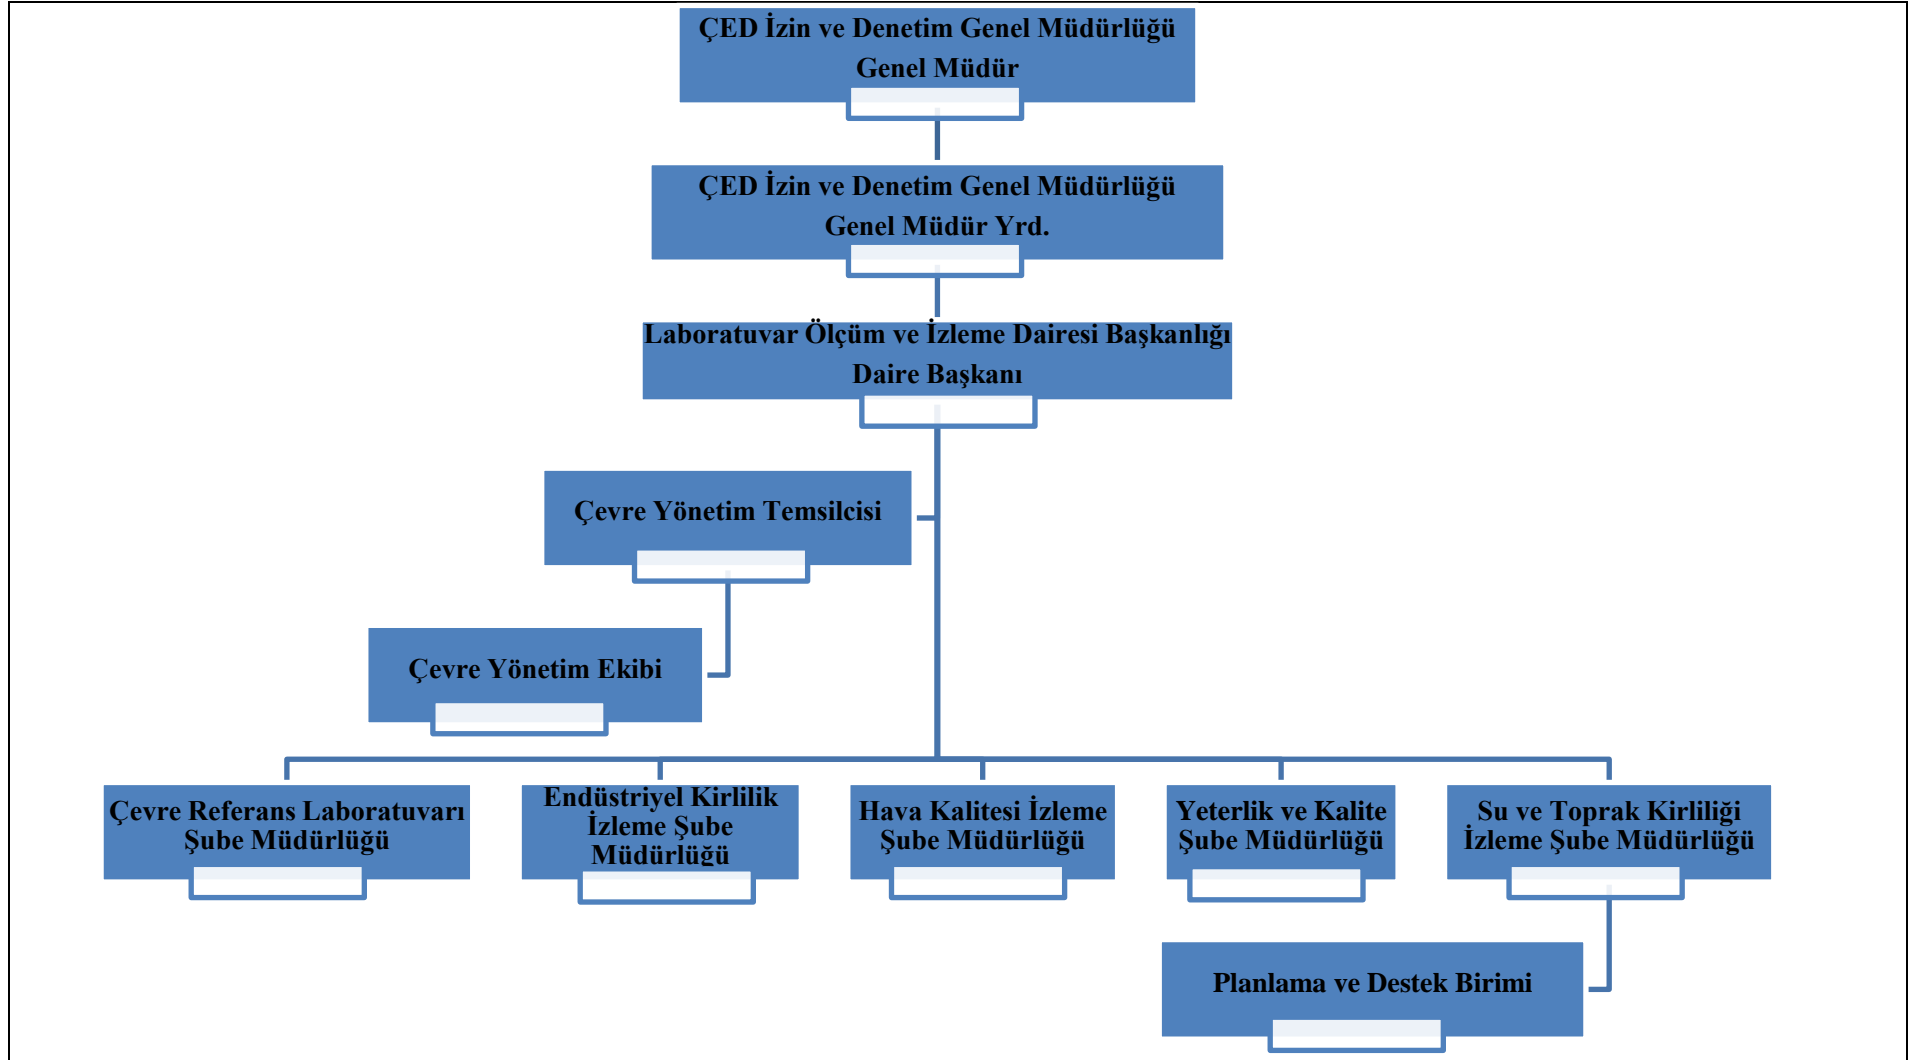 ÇED İzin ve Denetim Genel Müdürlüğü
Genel Müdür
ÇED İzin ve Denetim Genel Müdürlüğü
Genel Müdür Yrd.
Laboratuvar Ölçüm ve İzleme Dairesi Başkanlığı
Daire Başkanı
Çevre Yönetim Temsilcisi
Çevre Yönetim Ekibi
Çevre Referans Laboratuvarı
Şube Müdürlüğü
Endüstriyel Kirlilik
İzleme Şube
Müdürlüğü
Hava Kalitesi İzleme
Şube Müdürlüğü
Yeterlik ve Kalite
Şube Müdürlüğü
Su ve Toprak Kirliliği
İzleme Şube Müdürlüğü
Planlama ve Destek Birimi